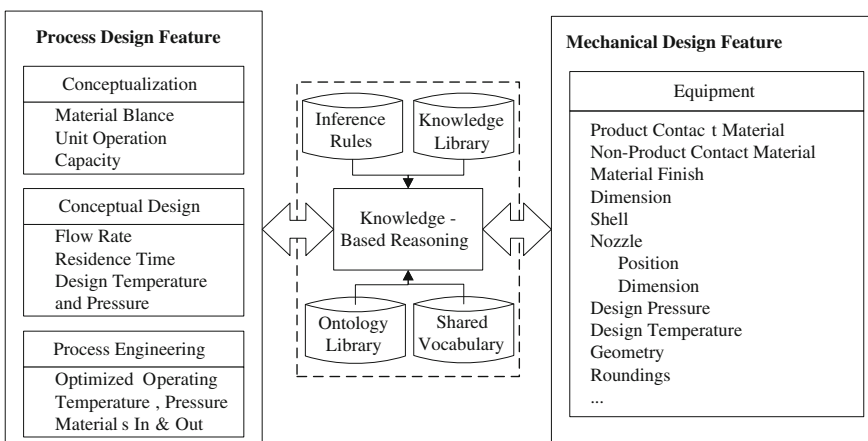 Process Design Feature
Conceptualization
Material Blance
Unit Operation
Capacity
Conceptual Design
Flow Rate
Residence Time
Design Temperature
and Pressure
Process Engineering
Optimized Operating
Temperature , Pressure
Material s In & Out
Inference
Rules
Knowledge
Library
Knowledge -
Based Reasoning
Ontology
Library
Shared
Vocabulary
Mechanical Design Feature
Equipment
Product Contac t Material
Non-Product Contact Material
Material Finish
Dimension
Shell
Nozzle
Position
Dimension
Design Pressure
Design Temperature
Geometry
Roundings
...